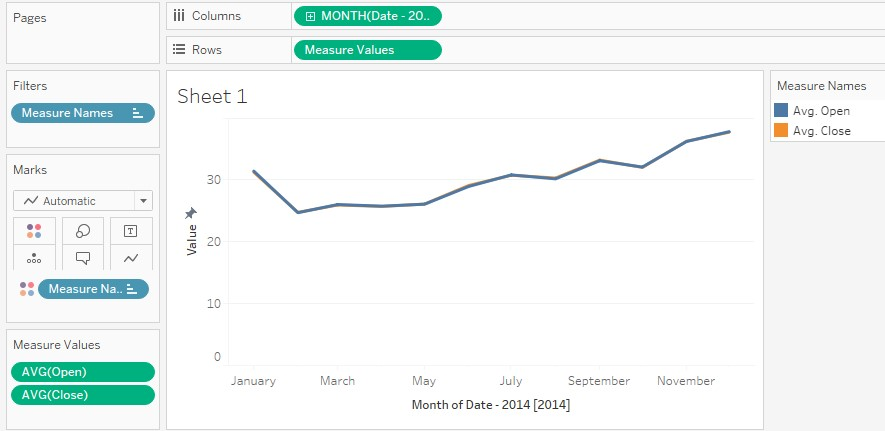 Pages
Columns
MONTH(Date - 20..
Rows
Measure Values
Filters
Measure Names
Marks
Automatic
T
Measure Na..
Measure Values
AVG(Open)
AVG(Close)
Sheet 1
30
20
10
0
Value
January
March
May
July
September
November
Month of Date - 2014 [2014]
Measure Names
Avg. Open
Avg. Close